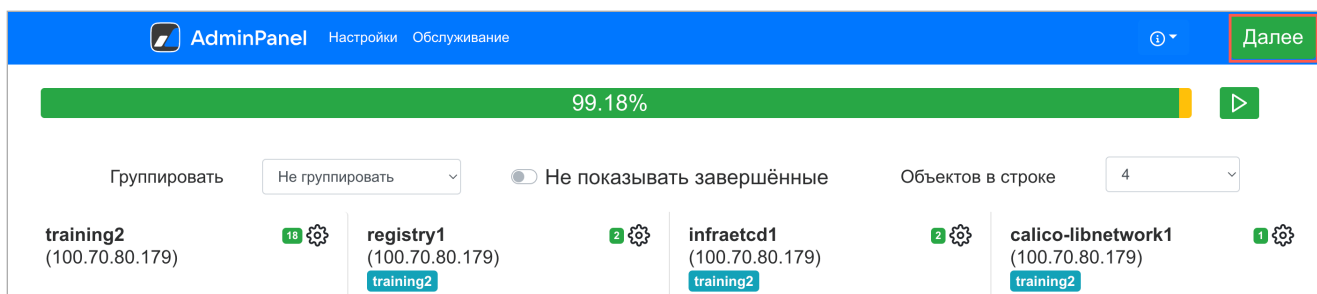 AdminPanel Настройки Обслуживание Далее
99.18%
Группировать Не группировать Не показывать завершённые Объектов в строке 4
training2 18 registry1 2 infraetcd1 2 calico-libnetwork1 1
(100.70.80.179) (100.70.80.179) (100.70.80.179) (100.70.80.179)
training2 training2 training2